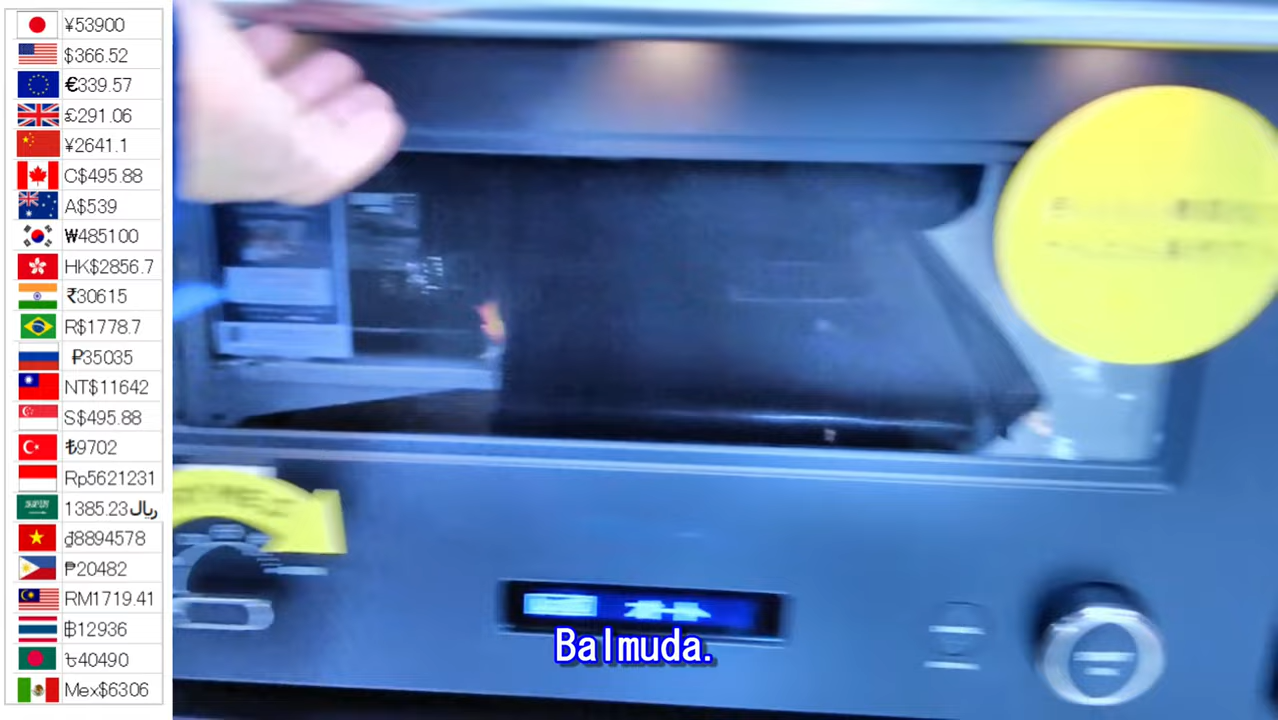 ¥53900
$366.52
€339.57
£291.06
¥2641.1
C$495.88
A$539
₩485100
HK$2856.7
₹30615
R$1778.7
₽35035
NT$11642
S$495.88
₺9702
Rp5621231
1385.23﷼
₫8894578
₱20482
RM1719.41
฿12936
৳40490
Mex$6306
Balmuda.